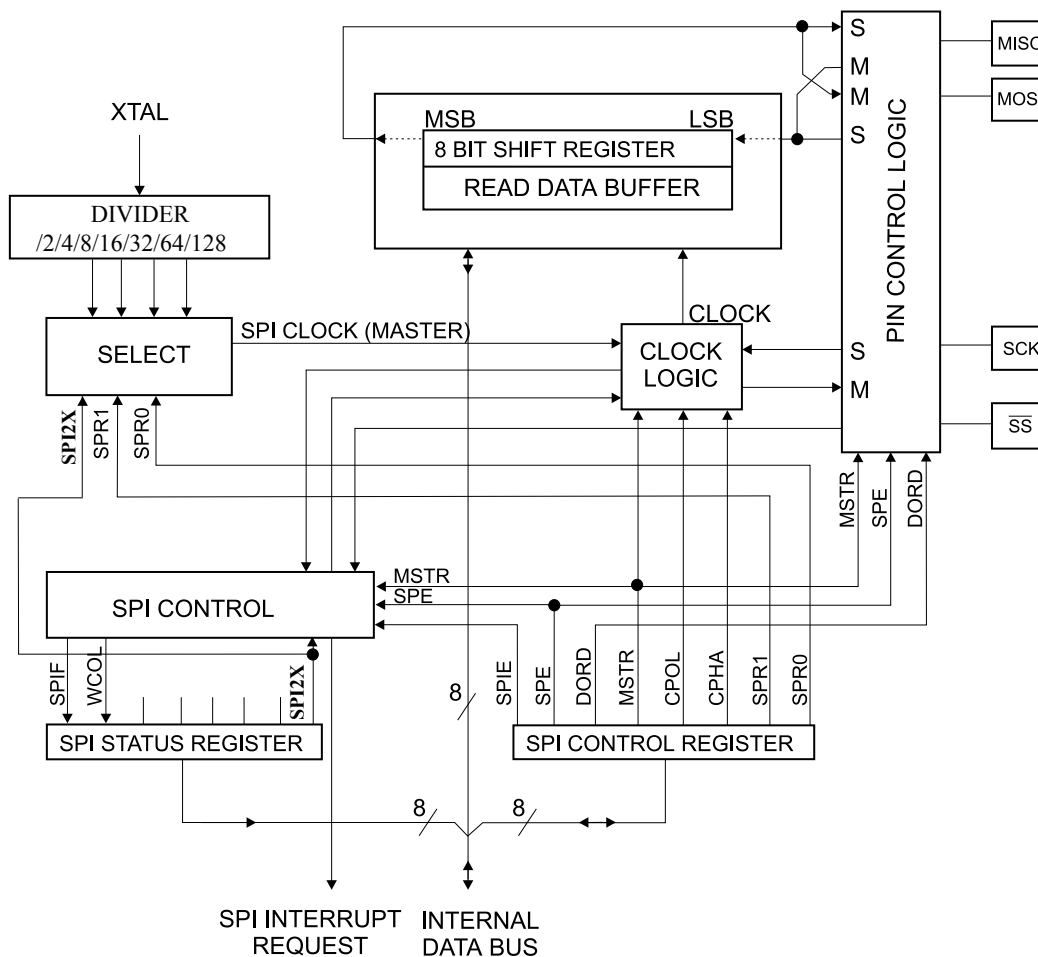 S
MISO
M
M
MOSI
XTAL
MSB
LSB
S
8 BIT SHIFT REGISTER
READ DATA BUFFER
PIN CONTROL LOGIC
DIVIDER
/2/4/8/16/32/64/128
SPI CLOCK (MASTER)
CLOCK
SELECT
CLOCK
LOGIC
S
SCK
M
SPI2X
SPR1
SPR0
SS
MSTR
SPE
DORD
MSTR
SPE
SPI CONTROL
SPIF
WCOL
SPI2X
8
SPIE
SPE
DORD
MSTR
CPOL
CPHA
SPR1
SPR0
SPI STATUS REGISTER
SPI CONTROL REGISTER
8
8
SPI INTERRUPT
REQUEST
INTERNAL
DATA BUS